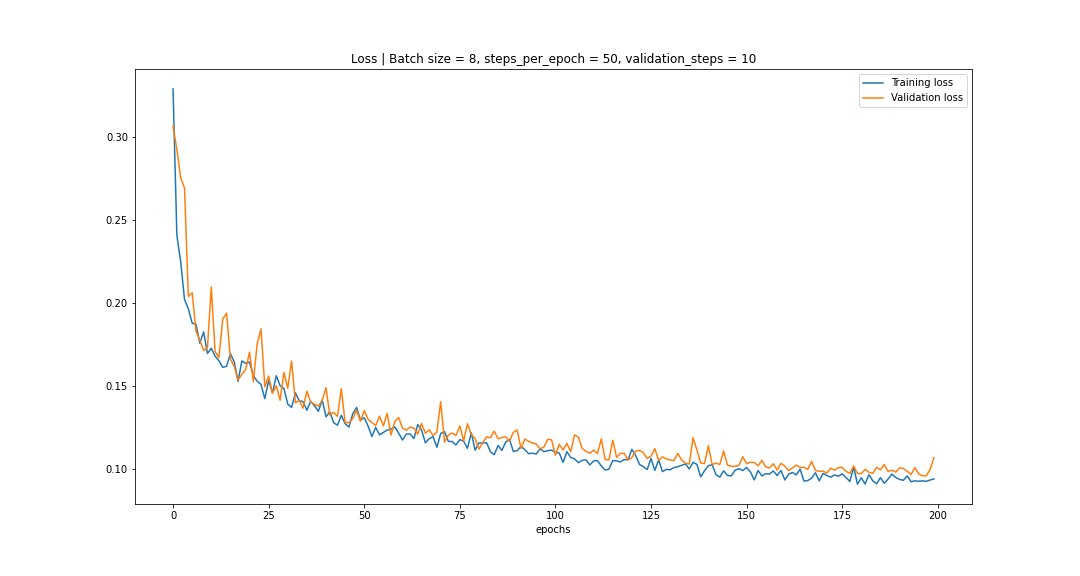 Loss | Batch size = 8, steps_per_epoch = 50, validation_steps = 10
Training loss
Validation loss
0.30
0.25
0.20
0.15
0.10
0 25 50 75 100 125 150 175 200
epochs